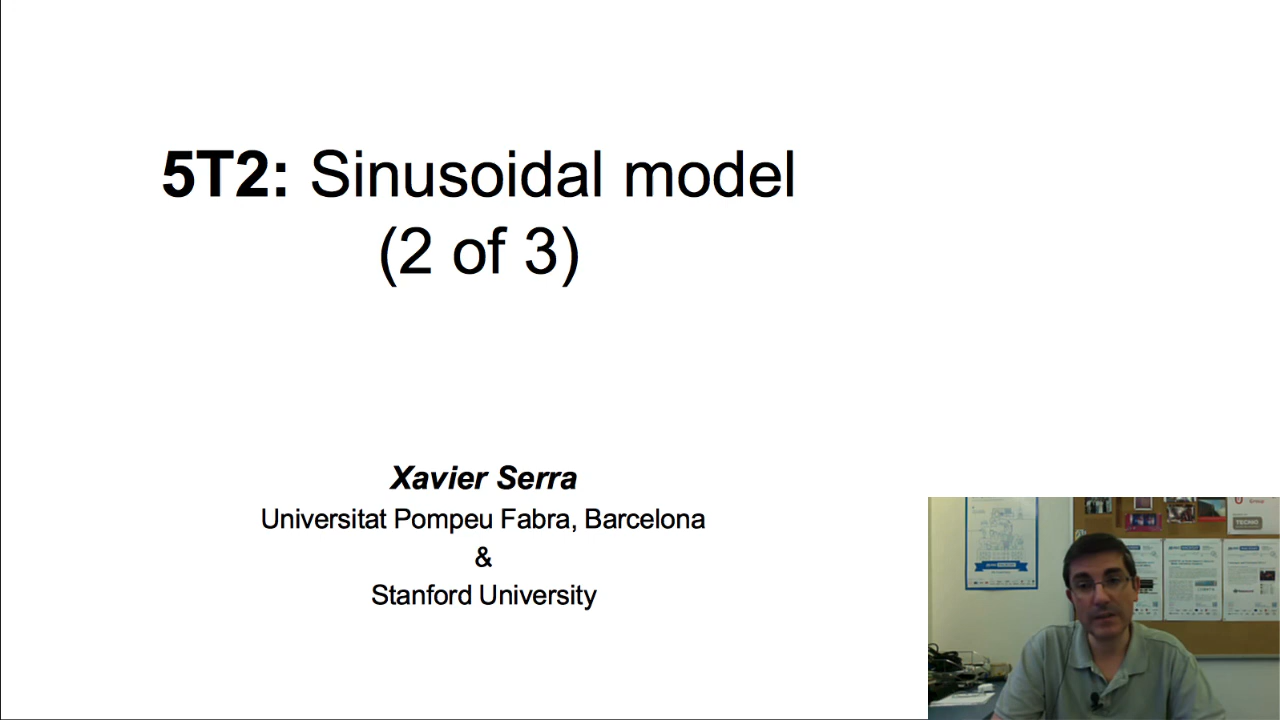 5T2: Sinusoidal model
(2 of 3)
Xavier Serra
Universitat Pompeu Fabra, Barcelona
&
Stanford University